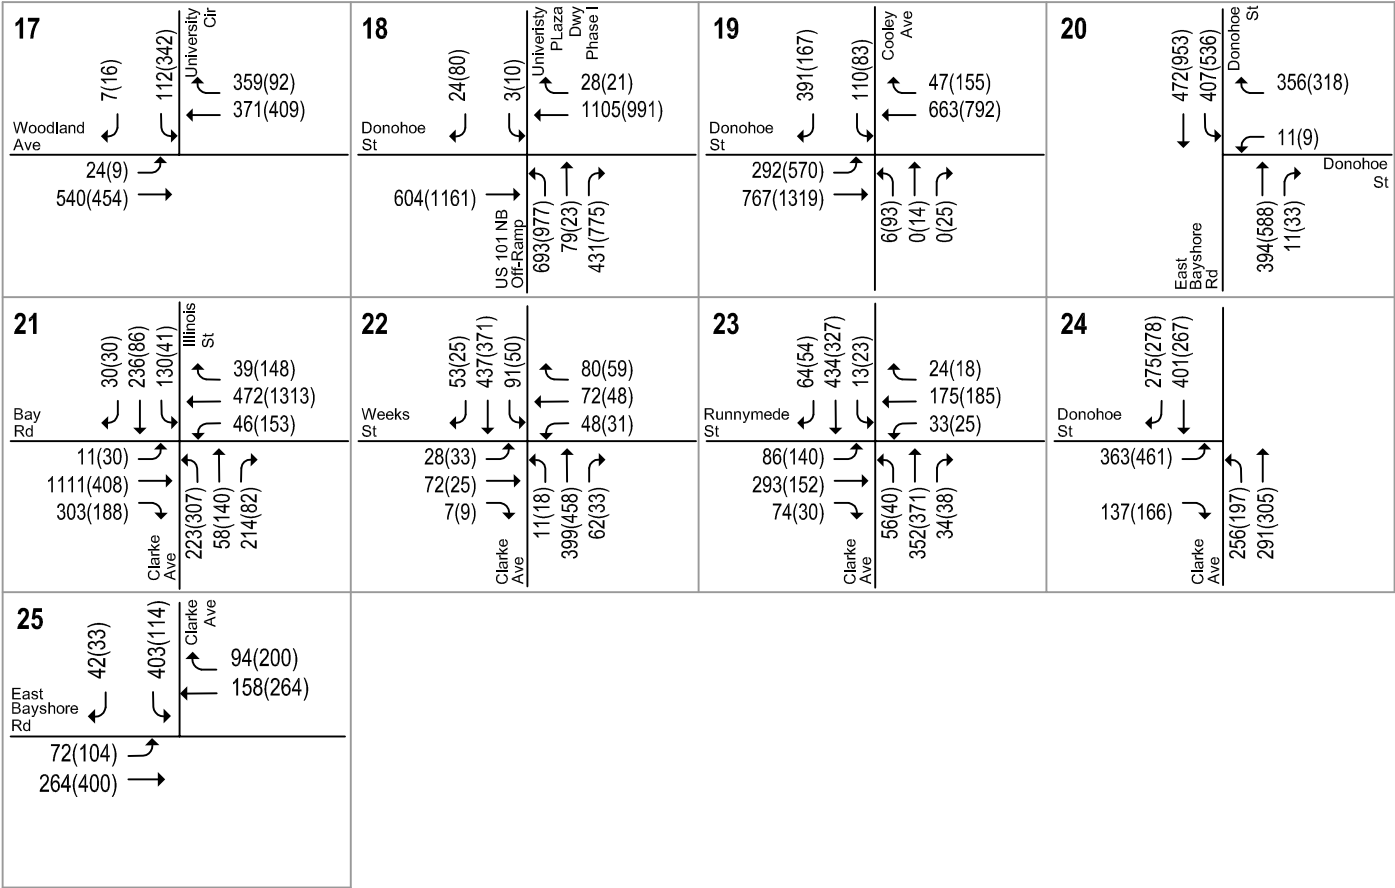 17
University
Cir
7(16)
112(342)
359(92)
371(409)
Woodland
Ave
24(9)
540(454)
18
Univeristy
PLaza
Dwy
Phase I
24(80)
3(10)
28(21)
1105(991)
Donohoe
St
604(1161)
US 101 NB
Off-Ramp
693(977)
79(23)
431(775)
19
Cooley
Ave
391(167)
110(83)
47(155)
663(792)
Donohoe
St
292(570)
767(1319)
6(93)
0(14)
0(25)
20
Donohoe
St
472(953)
407(536)
356(318)
11(9)
Donohoe
St
East
Bayshore
Rd
394(588)
11(33)
21
Illinois
St
30(30)
236(86)
130(41)
39(148)
472(1313)
46(153)
Bay
Rd
11(30)
1111(408)
303(188)
Clarke
Ave
223(307)
58(140)
214(82)
22
53(25)
437(371)
91(50)
80(59)
72(48)
48(31)
Weeks
St
28(33)
72(25)
7(9)
Clarke
Ave
11(18)
399(458)
62(33)
23
64(54)
434(327)
13(23)
24(18)
175(185)
33(25)
Runnymede
St
86(140)
293(152)
74(30)
Clarke
Ave
56(40)
352(371)
34(38)
24
275(278)
401(267)
Donohoe
St
363(461)
137(166)
Clarke
Ave
256(197)
291(305)
25
Clarke
Ave
42(33)
403(114)
94(200)
158(264)
East
Bayshore
Rd
72(104)
264(400)